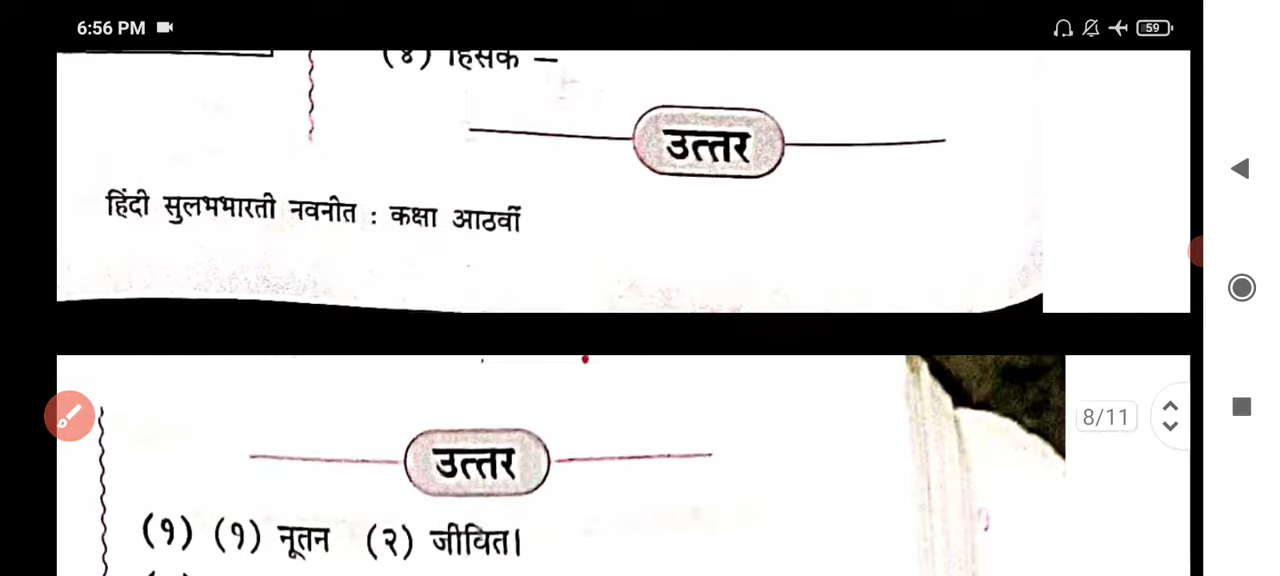 6:56 PM
59
(४) हिंसक –
उत्तर
हिंदी सुलभभारती नवनीत : कक्षा आठवीं
8/11
उत्तर
(१) (१) नूतन (२) जीवित।